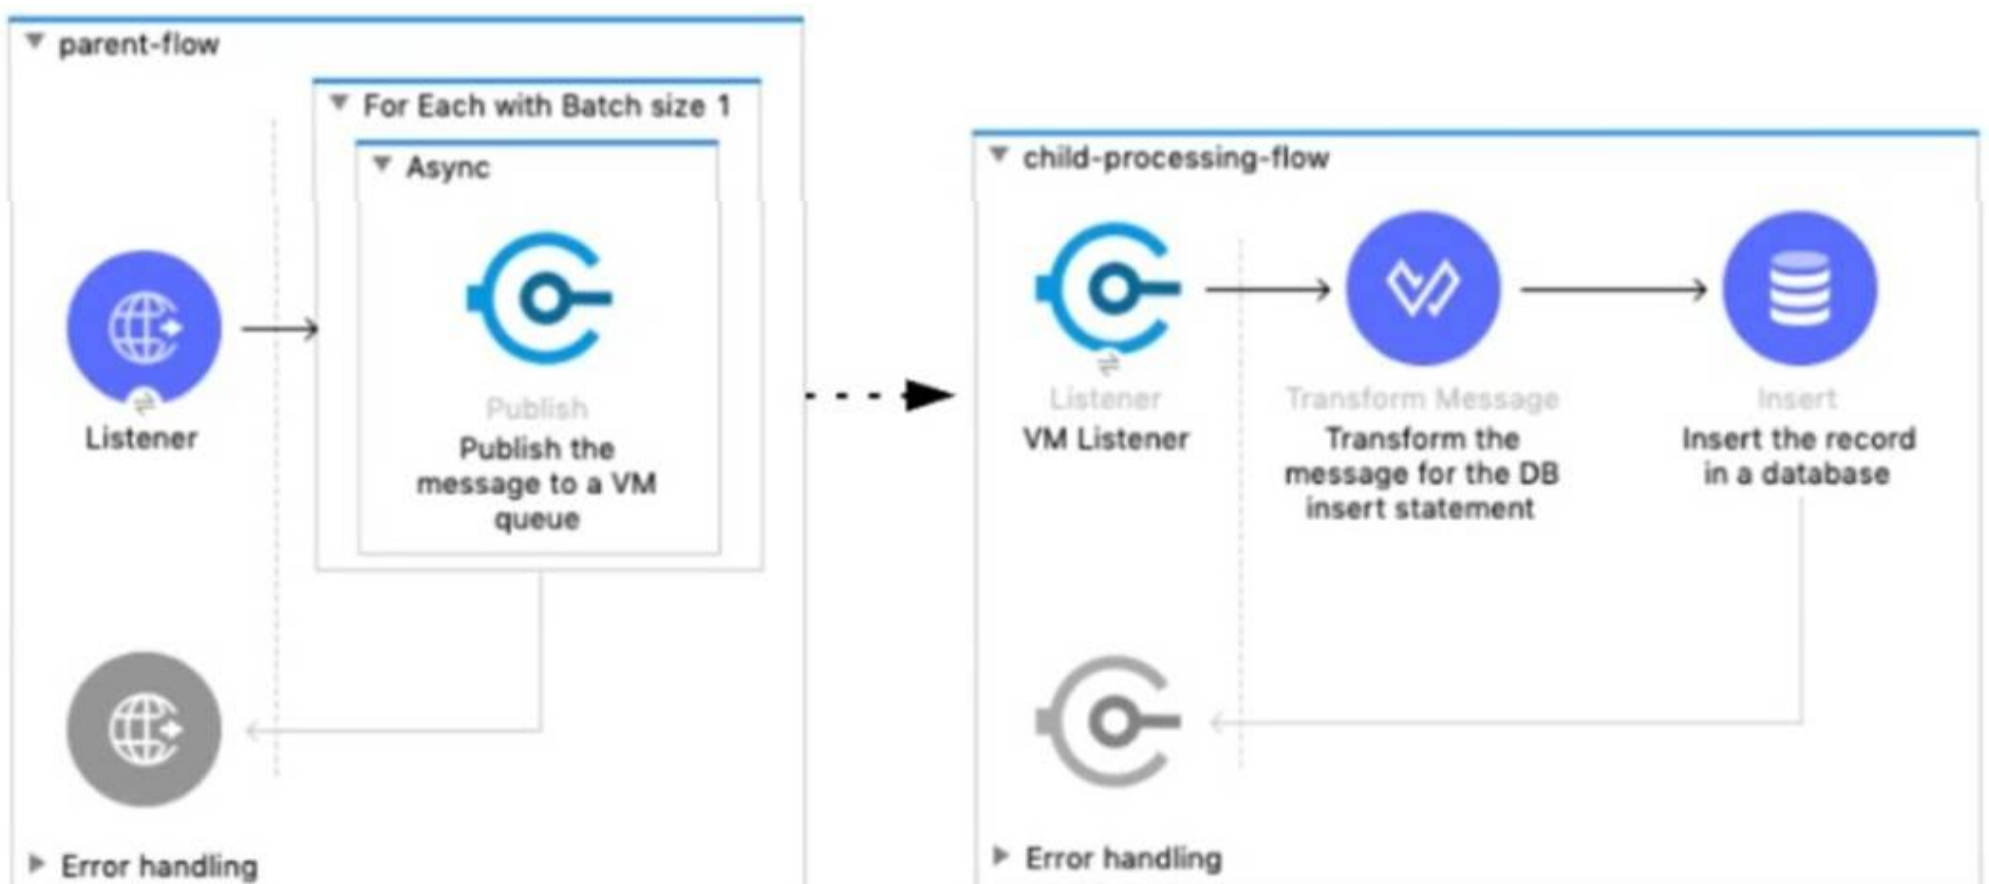 parent-flow
For Each with Batch size 1
Async
Listener
Publish
Publish the
message to a VM
queue
Error handling
child-processing-flow
Listener
VM Listener
Transform Message
Transform the
message for the DB
insert statement
Insert
Insert the record
in a database
Error handling